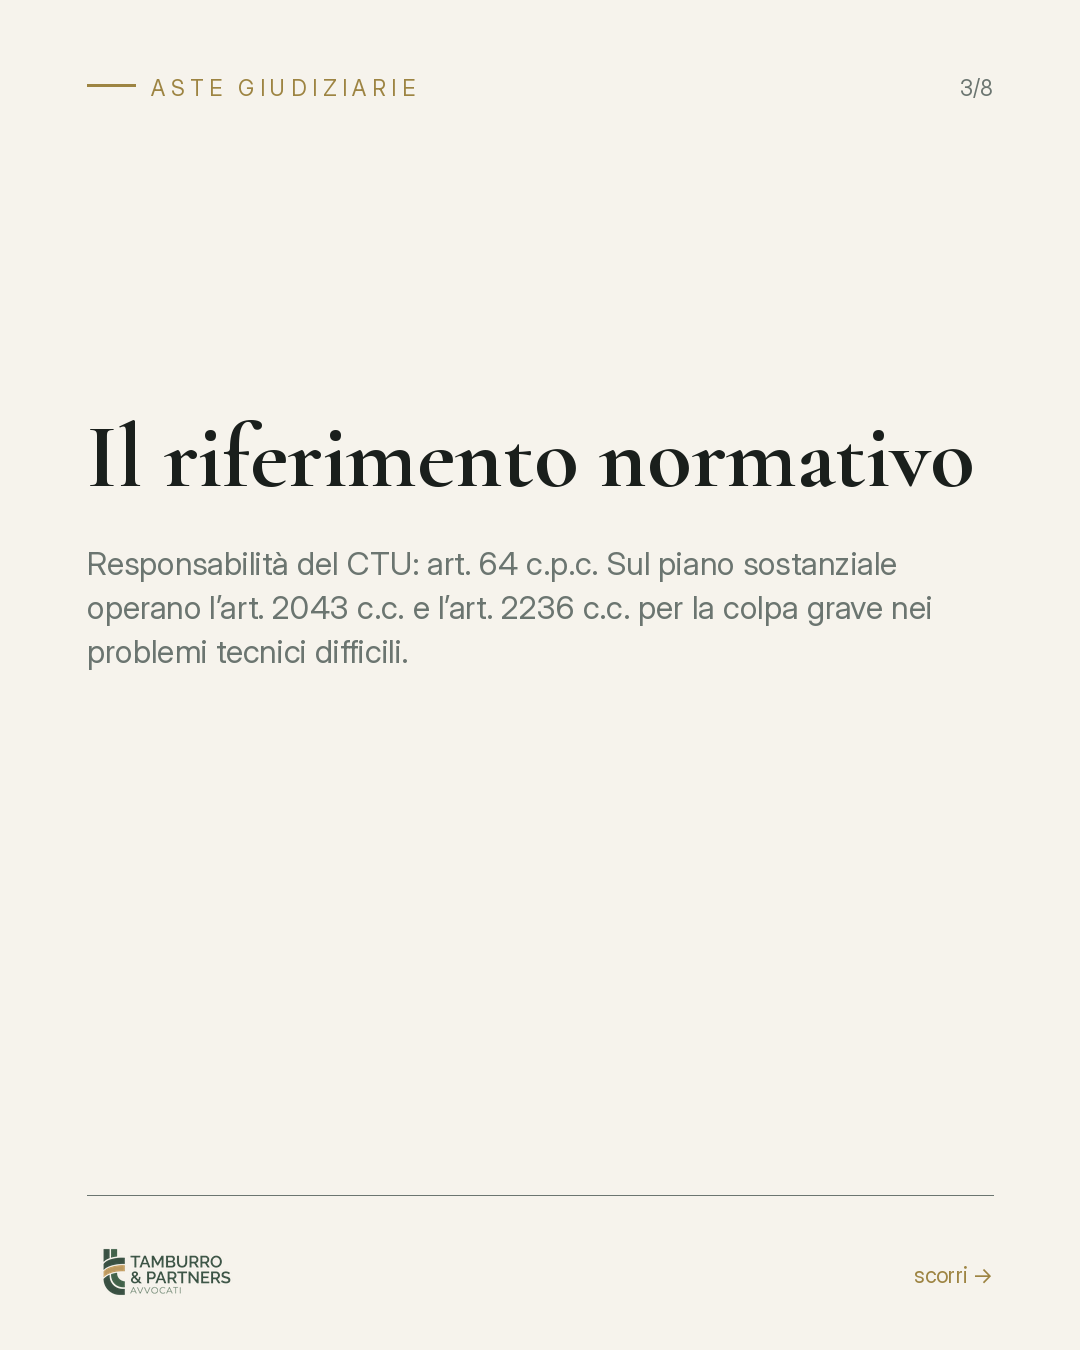 ASTE GIUDIZIARIE
3/8
Il riferimento normativo
Responsabilità del CTU: art. 64 c.p.c. Sul piano sostanziale
operano l’art. 2043 c.c. e l’art. 2236 c.c. per la colpa grave nei
problemi tecnici difficili.
TAMBURRO
& PARTNERS
AVVOCATI
scorri →